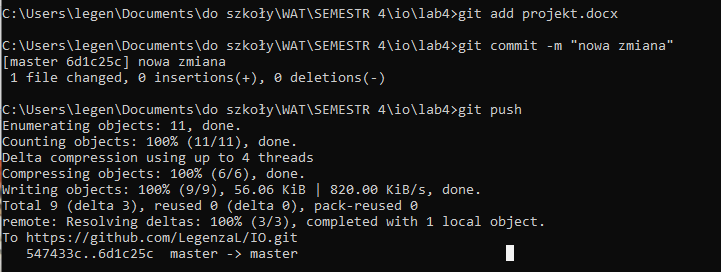 C:\Users\legen\Documents\do szkoły\WAT\SEMESTR 4\io\lab4>git add projekt.docx
C:\Users\legen\Documents\do szkoły\WAT\SEMESTR 4\io\lab4>git commit -m "nowa zmiana"
[master 6d1c25c] nowa zmiana
 1 file changed, 0 insertions(+), 0 deletions(-)
C:\Users\legen\Documents\do szkoły\WAT\SEMESTR 4\io\lab4>git push
Enumerating objects: 11, done.
Counting objects: 100% (11/11), done.
Delta compression using up to 4 threads
Compressing objects: 100% (6/6), done.
Writing objects: 100% (9/9), 56.06 KiB | 820.00 KiB/s, done.
Total 9 (delta 3), reused 0 (delta 0), pack-reused 0
remote: Resolving deltas: 100% (3/3), completed with 1 local object.
To https://github.com/LegenzaL/IO.git
   547433c..6d1c25c  master -> master